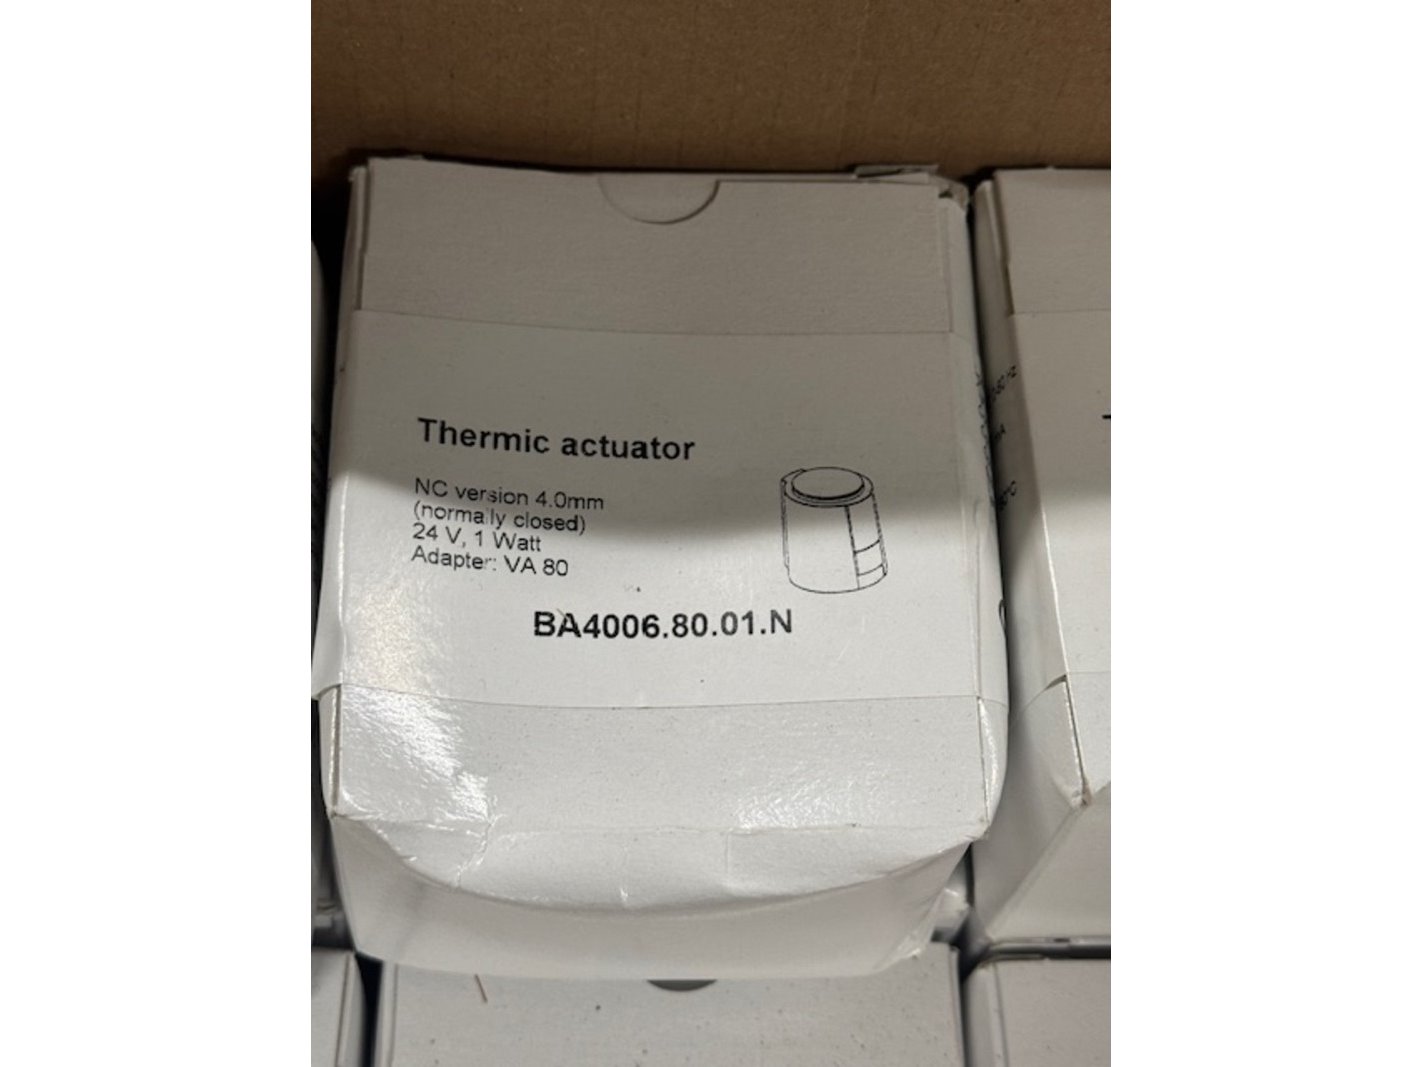 Thermic actuator
NC version 4.0mm
(normally closed)
24 V, 1 Watt
Adapter: VA 80
BA4006.80.01.N